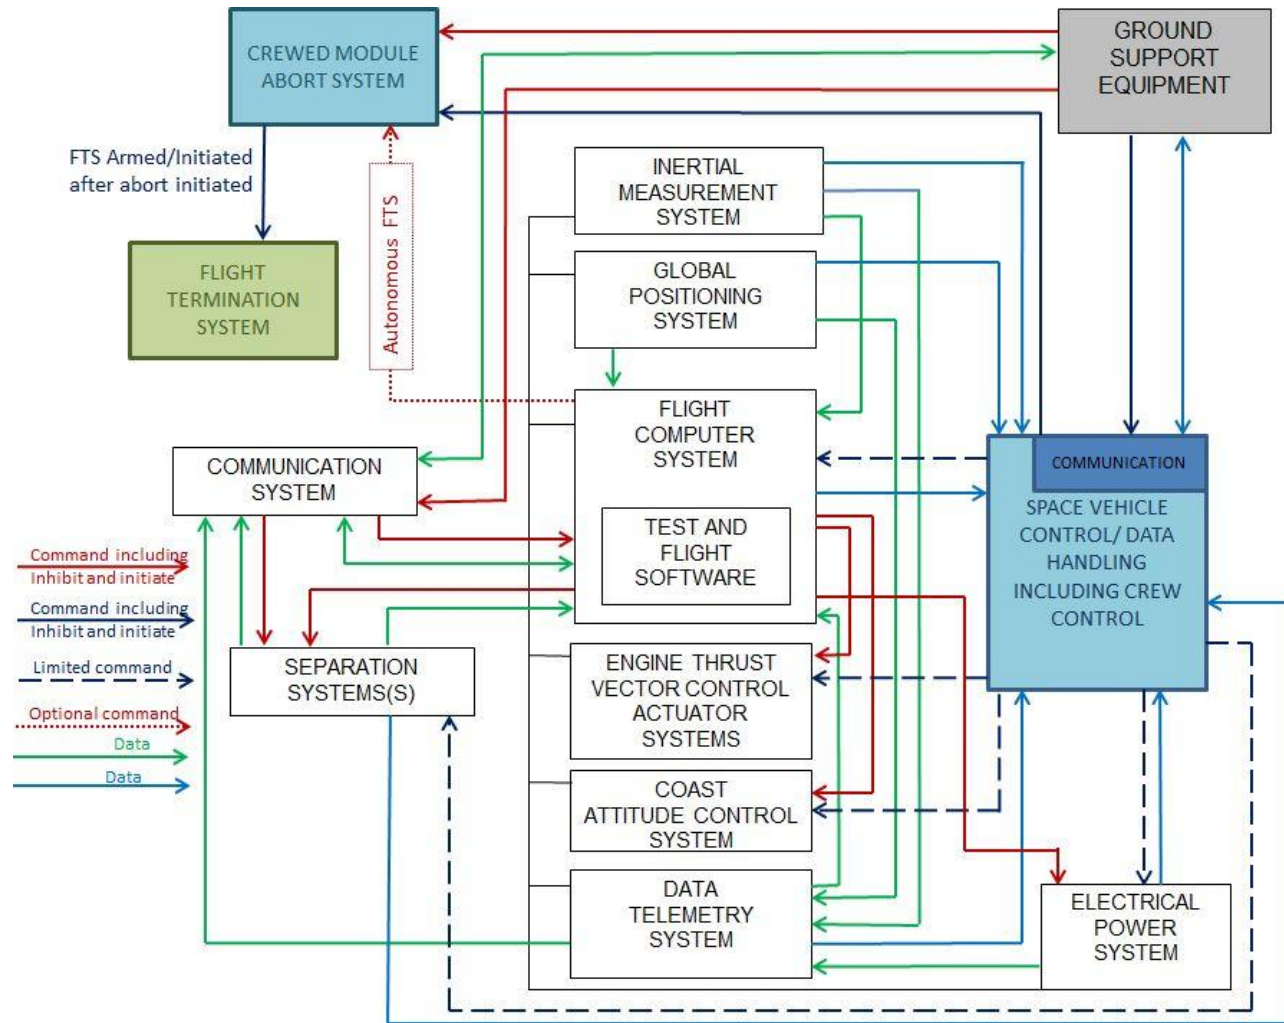 CREWED MODULE
ABORT SYSTEM
GROUND
SUPPORT
EQUIPMENT
FTS Armed/Initiated
after abort initiated
Autonomous FTS
INERTIAL
MEASUREMENT
SYSTEM
FLIGHT
TERMINATION
SYSTEM
GLOBAL
POSITIONING
SYSTEM
FLIGHT
COMPUTER
SYSTEM
COMMUNICATION
SYSTEM
COMMUNICATION
SPACE VEHICLE
CONTROL/ DATA
HANDLING
INCLUDING CREW
CONTROL
TEST AND
FLIGHT
SOFTWARE
Command including
Inhibit and initiate
Command including
Inhibit and initiate
Limited command
Optional command
Data
Data
SEPARATION
SYSTEMS(S)
ENGINE THRUST
VECTOR CONTROL
ACTUATOR
SYSTEMS
COAST
ATTITUDE CONTROL
SYSTEM
DATA
TELEMETRY
SYSTEM
ELECTRICAL
POWER
SYSTEM